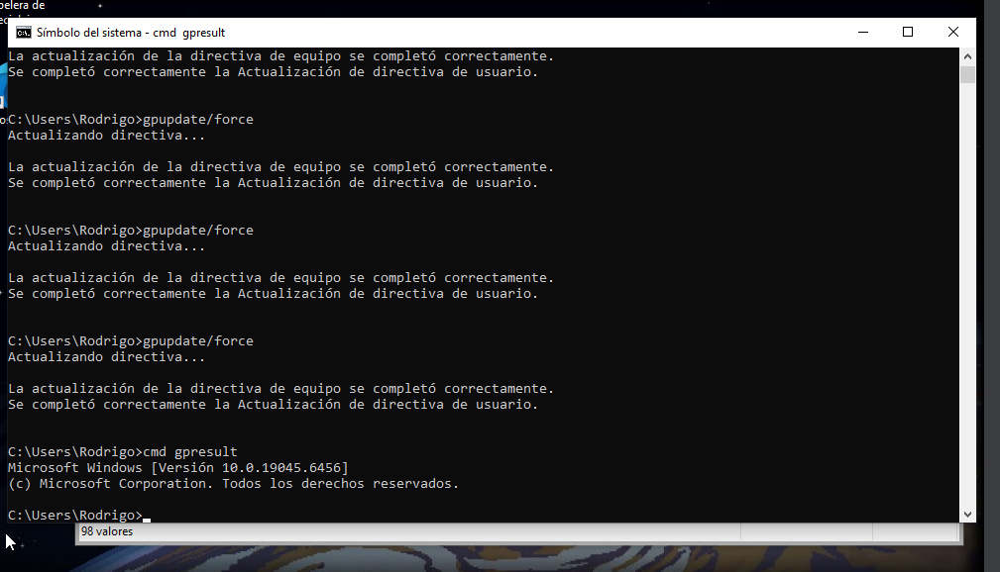 pelera de
Símbolo del sistema - cmd gpresult
La actualización de la directiva de equipo se completó correctamente.
Se completó correctamente la Actualización de directiva de usuario.
C:\Users\Rodrigo>gpupdate/force
Actualizando directiva...
La actualización de la directiva de equipo se completó correctamente.
Se completó correctamente la Actualización de directiva de usuario.
C:\Users\Rodrigo>gpupdate/force
Actualizando directiva...
La actualización de la directiva de equipo se completó correctamente.
Se completó correctamente la Actualización de directiva de usuario.
C:\Users\Rodrigo>gpupdate/force
Actualizando directiva...
La actualización de la directiva de equipo se completó correctamente.
Se completó correctamente la Actualización de directiva de usuario.
C:\Users\Rodrigo>cmd gpresult
Microsoft Windows [Versión 10.0.19045.6456]
(c) Microsoft Corporation. Todos los derechos reservados.
C:\Users\Rodrigo>
98 valores